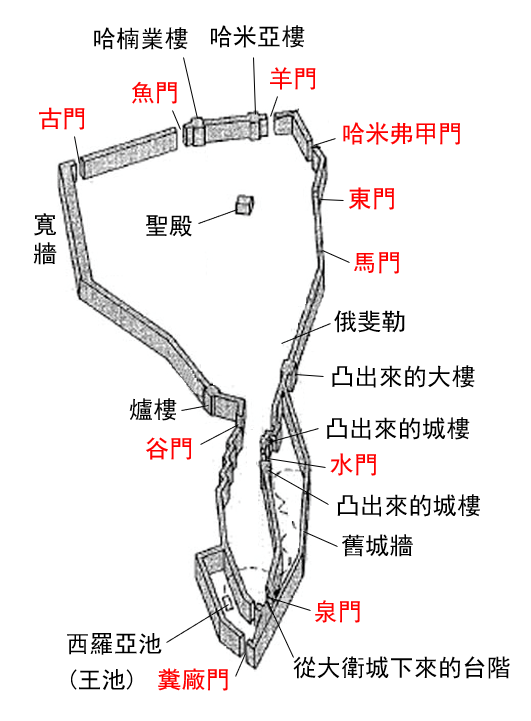 哈楠業樓
哈米亞樓
魚門
羊門
古門
哈米弗甲門
東門
聖殿
寬
牆
馬門
俄斐勒
凸出來的大樓
爐樓
凸出來的城樓
谷門
水門
凸出來的城樓
舊城牆
泉門
西羅亞池
(王池)
糞廠門
從大衛城下來的台階